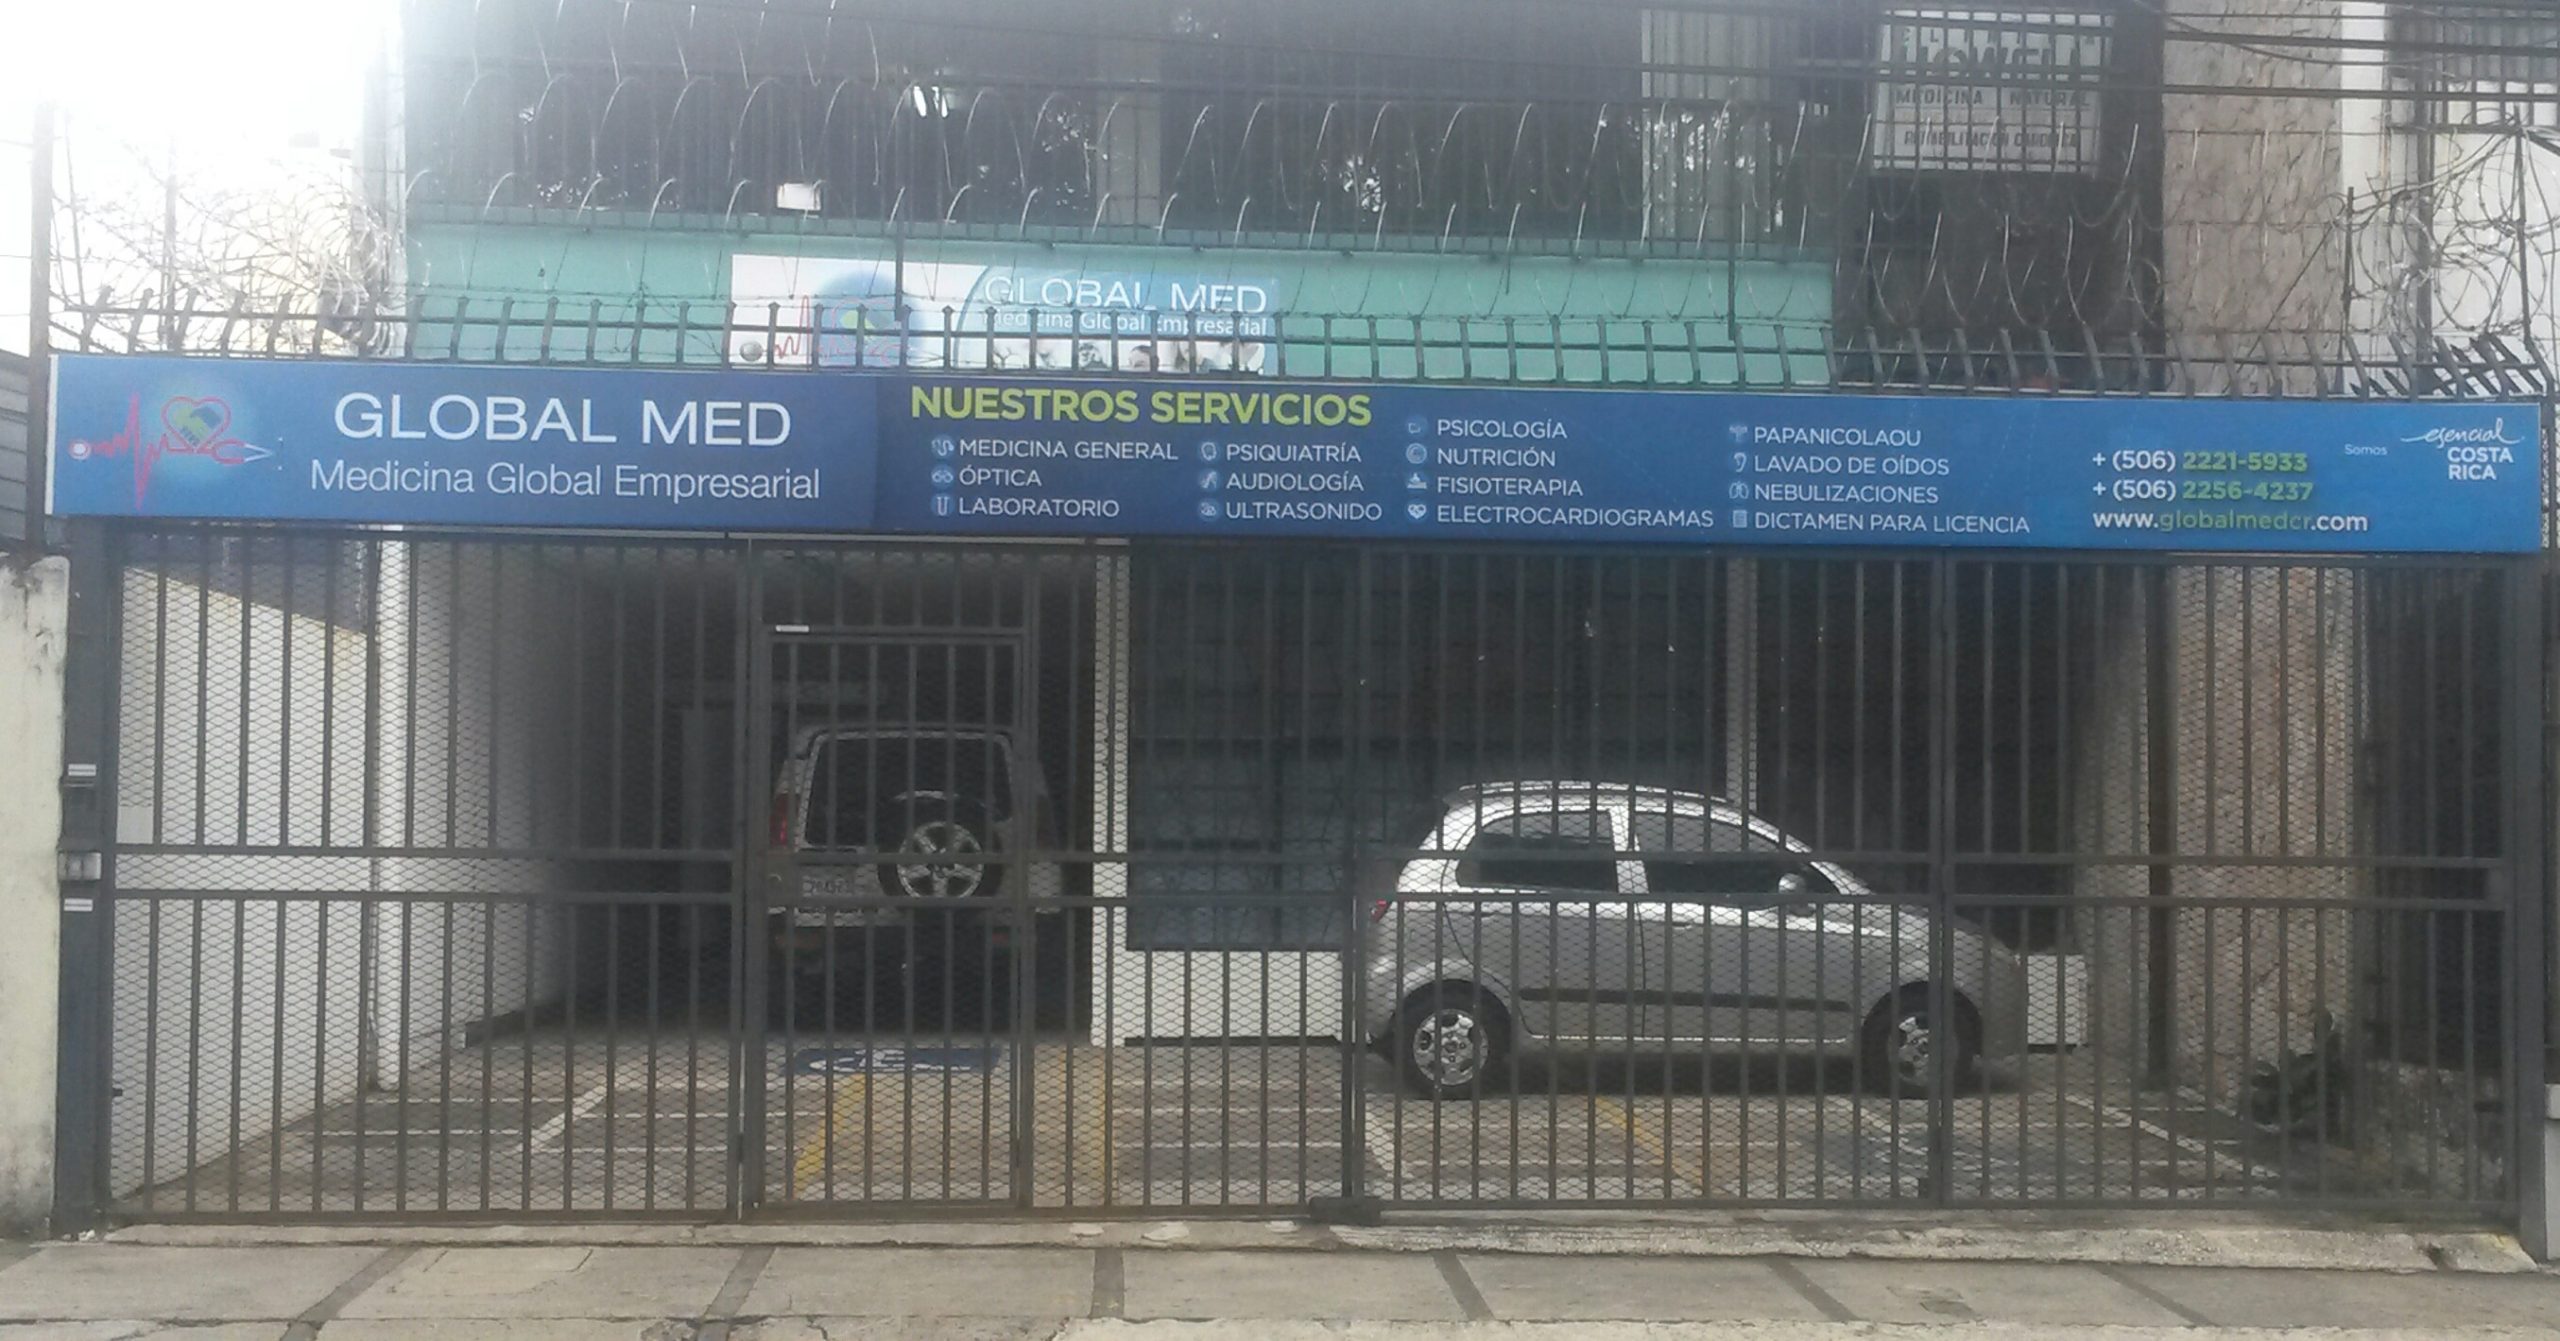 HOWELL
MEDICINA NATURAL
GLOBAL MED
Medicina Global Empresarial
GLOBAL MED
Medicina Global Empresarial
NUESTROS SERVICIOS
MEDICINA GENERAL
ÓPTICA
LABORATORIO
PSIQUIATRÍA
AUDIOLOGÍA
ULTRASONIDO
PSICOLOGÍA
NUTRICIÓN
FISIOTERAPIA
ELECTROCARDIOGRAMAS
PAPANICOLAOU
LAVADO DE OÍDOS
NEBULIZACIONES
DICTAMEN PARA LICENCIA
+ (506) 2221-5933
+ (506) 2256-4237
www.globalmedcr.com
Somos
esencial
COSTA
RICA